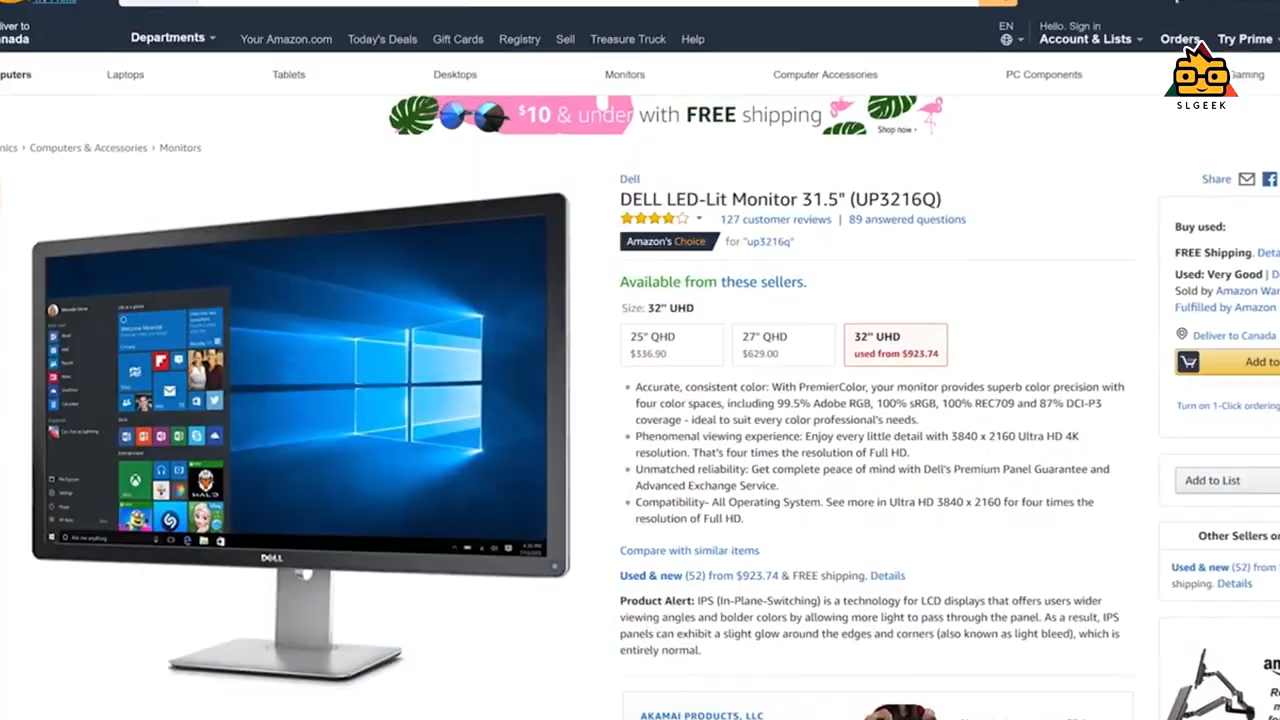 Try Prime
iver to
anada
Departments
Your Amazon.com
Today's Deals
Gift Cards
Registry
Sell
Treasure Truck
Help
EN
Hello. Sign in
Account & Lists
Orders
Try Prime
puters
Laptops
Tablets
Desktops
Monitors
Computer Accessories
PC Components
Gaming
SLGEEK
$10 & under with FREE shipping
Shop now ›
nics › Computers & Accessories › Monitors
Share
Dell
DELL LED-Lit Monitor 31.5" (UP3216Q)
127 customer reviews | 89 answered questions
Amazon's Choice for "up3216q"
Available from these sellers.
Size: 32" UHD
25" QHD
$336.90
27" QHD
$629.00
32" UHD
used from $923.74
• Accurate, consistent color: With PremierColor, your monitor provides superb color precision with
four color spaces, including 99.5% Adobe RGB, 100% sRGB, 100% REC709 and 87% DCI-P3
coverage - ideal to suit every color professional's needs.
• Phenomenal viewing experience: Enjoy every little detail with 3840 x 2160 Ultra HD 4K
resolution. That's four times the resolution of Full HD.
• Unmatched reliability: Get complete peace of mind with Dell's Premium Panel Guarantee and
Advanced Exchange Service.
• Compatibility- All Operating System. See more in Ultra HD 3840 x 2160 for four times the
resolution of Full HD.
Compare with similar items
Used & new (52) from $923.74 & FREE shipping. Details
Product Alert: IPS (In-Plane-Switching) is a technology for LCD displays that offers users wider
viewing angles and bolder colors by allowing more light to pass through the panel. As a result, IPS
panels can exhibit a slight glow around the edges and corners (also known as light bleed), which is
entirely normal.
AKAMAI PRODUCTS, LLC
Buy used:
FREE Shipping. Deta
Used: Very Good | D
Sold by Amazon War
Fulfilled by Amazon
Deliver to Canada
Add to
Turn on 1-Click ordering
Add to List
Other Sellers on
Used & new (52) from
shipping. Details
am
DELL
HALO